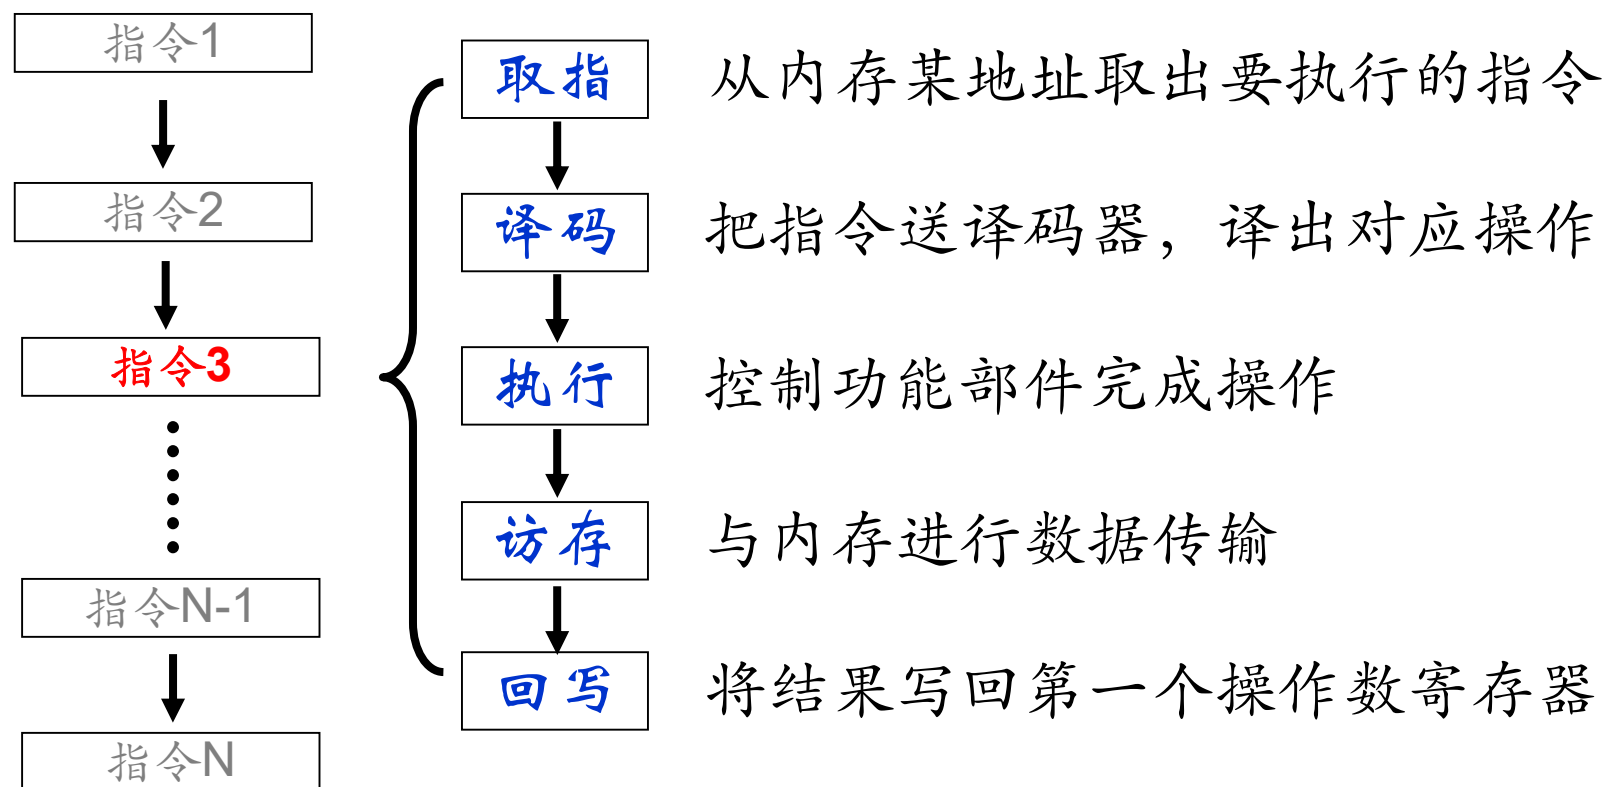 指令1
指令2
指令3
指令N-1
指令N
取指 从内存某地址取出要执行的指令
译码 把指令送译码器，译出对应操作
执行 控制功能部件完成操作
访存 与内存进行数据传输
回写 将结果写回第一个操作数寄存器